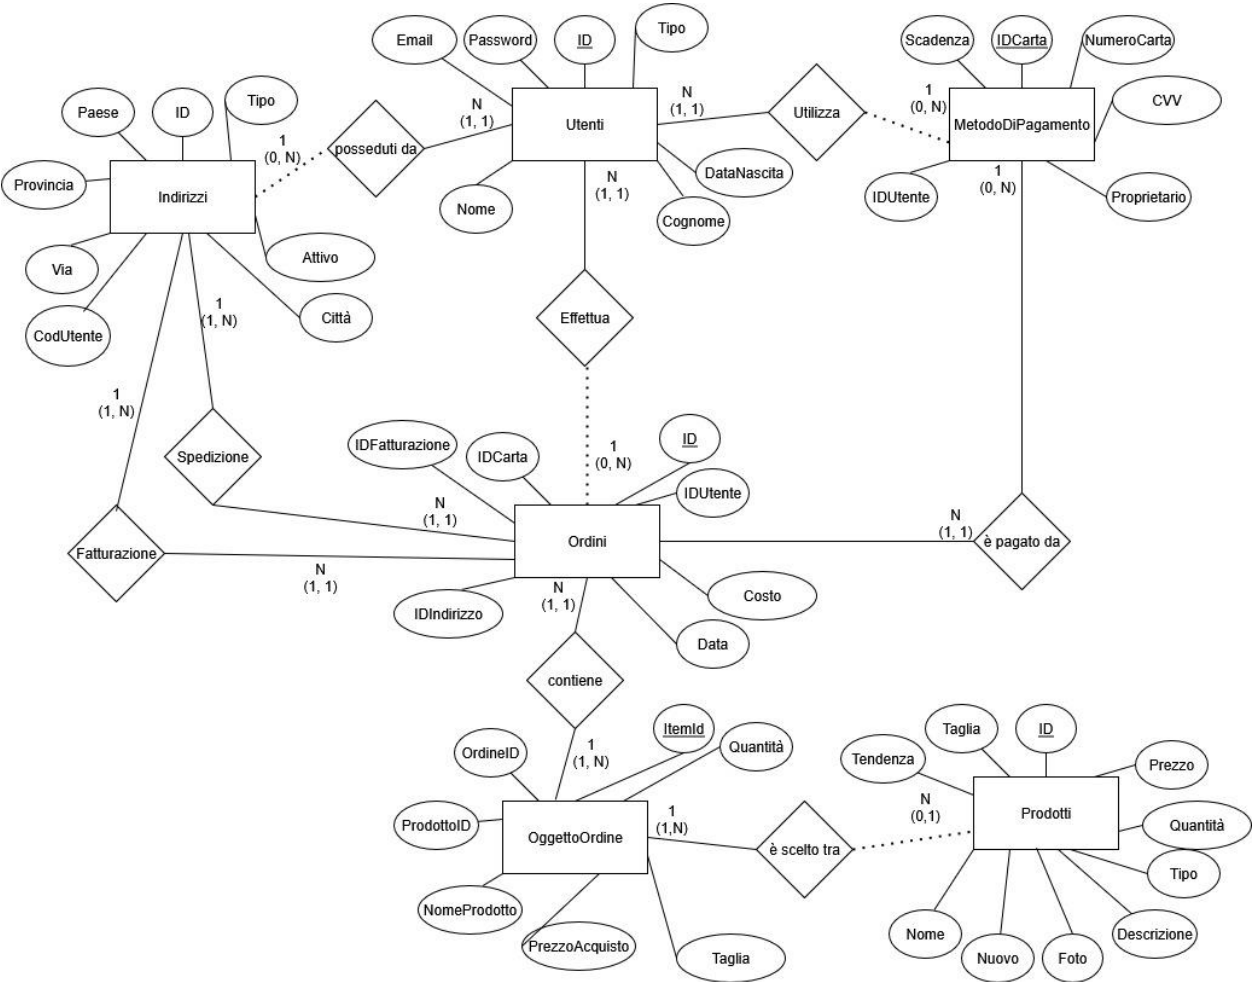 Email
Password
ID
Tipo
Scadenza
IDCarta
NumeroCarta
Paese
ID
Tipo
N
(1, 1)
Utenti
N
(1, 1)
Utilizza
1
(0, N)
MetodoDiPagamento
CVV
1
(0, N)
posseduti da
Provincia
Indirizzi
Nome
N
(1, 1)
DataNascita
Cognome
IDUtente
1
(0, N)
Proprietario
Via
Attivo
CodUtente
1
(1, N)
Città
Effettua
1
(1, N)
Spedizione
IDFatturazione
IDCarta
1
(0, N)
ID
IDUtente
N
(1, 1)
Ordini
N
(1, 1)
è pagato da
Fatturazione
N
(1, 1)
IDIndirizzo
N
(1, 1)
Costo
Data
contiene
OrdineID
1
(1, N)
ItemId
Quantità
Tendenza
Taglia
ID
Prezzo
ProdottoID
OggettoOrdine
1
(1,N)
è scelto tra
N
(0,1)
Prodotti
Quantità
Tipo
NomeProdotto
PrezzoAcquisto
Taglia
Nome
Nuovo
Foto
Descrizione